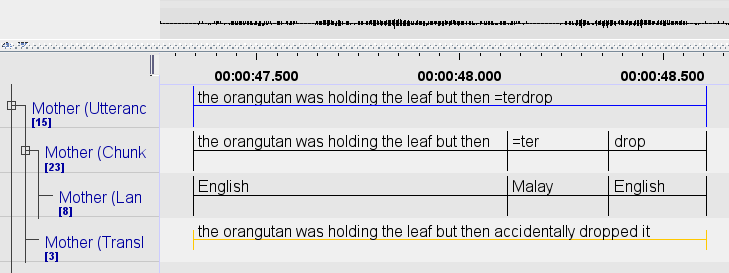 00:00:47.500 00:00:48.000 00:00:48.500
Mother (Utteranc the orangutan was holding the leaf but then =terdrop
[15]
Mother (Chunk the orangutan was holding the leaf but then =ter drop
[23]
Mother (Lan English Malay English
[8]
Mother (Transl the orangutan was holding the leaf but then accidentally dropped it
[3]